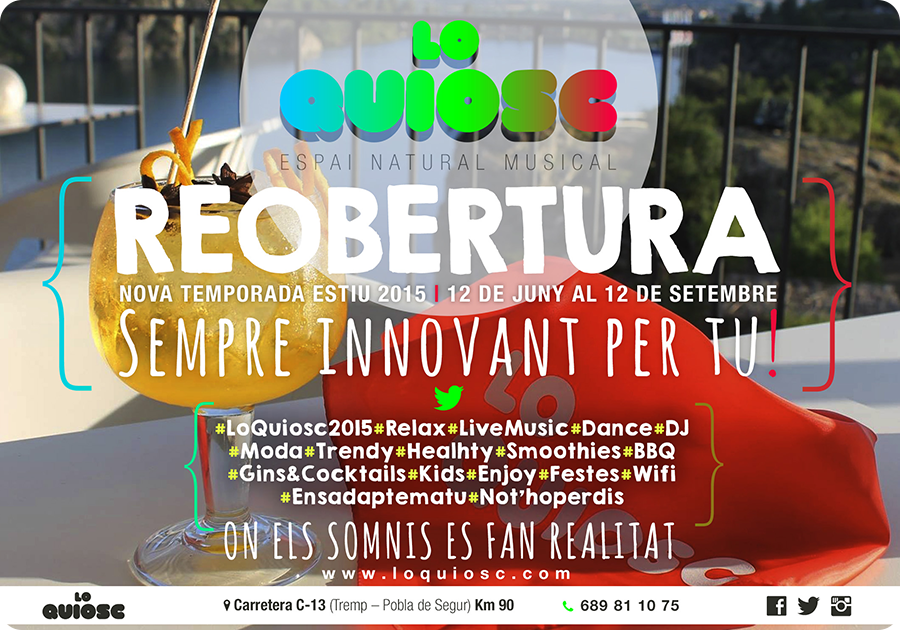 LO
QUIOSC
ESPAI NATURAL MUSICAL
REOBERTURA
NOVA TEMPORADA ESTIU 2015 | 12 DE JUNY AL 12 DE SETEMBRE
SEMPRE INNOVANT PER TU!
#LoQuiosc2015#Relax#LiveMusic#Dance#DJ
#Moda#Trendy#Healhty#Smoothies#BBQ
#Gins&Cocktails#Kids#Enjoy#Festes#Wifi
#Ensadaptematu#Not'hoperdis
ON ELS SOMNIS ES FAN REALITAT
www.loquiosc.com
LO
QUIOSC
LO
QUIOSC
Carretera C-13 (Tremp – Pobla de Segur) Km 90
689 81 10 75